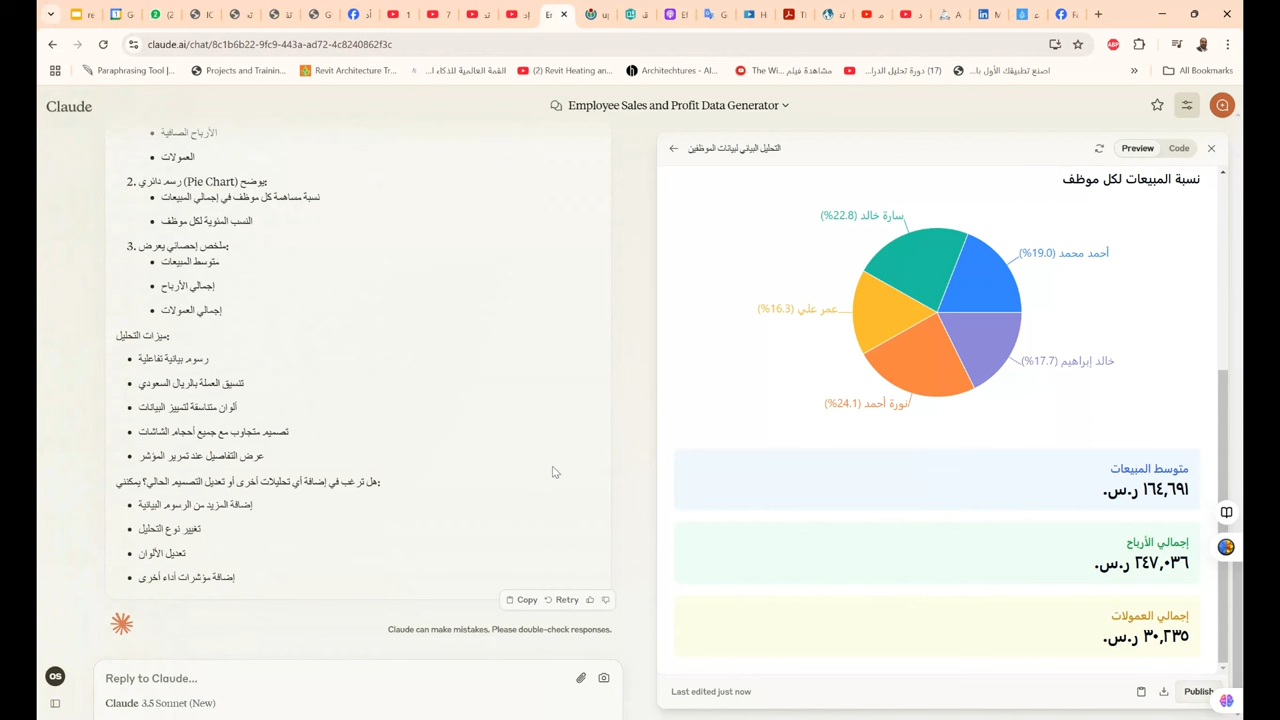 claude.ai/chat/8c1b6b22-9fc9-443a-ad72-4c8240862f3c
Paraphrasing Tool |...
Projects and Trainin...
Revit Architecture Tr...
القمة العالمية للذكاء ا...
(2) Revit Heating an...
Architechtures - Al...
The Wi... مشاهدة فيلم
(17) دورة تحليل الدرا...
اصنع تطبيقك الأول با...
All Bookmarks
Claude
Employee Sales and Profit Data Generator
الأرباح الصافية
العمولات
2. رسم دائري (Pie Chart) يوضح:
نسبة مساهمة كل موظف في إجمالي المبيعات
النسب المئوية لكل موظف
3. ملخص إحصائي يعرض:
متوسط المبيعات
إجمالي الأرباح
إجمالي العمولات
ميزات التحليل:
رسوم بيانية تفاعلية
تنسيق العملة بالريال السعودي
ألوان متناسقة لتمييز البيانات
تصميم متجاوب مع جميع أحجام الشاشات
عرض التفاصيل عند تمرير المؤشر
هل ترغب في إضافة أي تحليلات أخرى أو تعديل التصميم الحالي؟ يمكنني:
إضافة المزيد من الرسوم البيانية
تغيير نوع التحليل
تعديل الألوان
إضافة مؤشرات أداء أخرى
Copy Retry
Claude can make mistakes. Please double-check responses.
OS
Reply to Claude...
Claude 3.5 Sonnet (New)
التحليل البياني لبيانات الموظفين
Preview Code
نسبة المبيعات لكل موظف
سارة خالد (22.8%)
أحمد محمد (19.0%)
عمر علي (16.3%)
خالد إبراهيم (17.7%)
نورة أحمد (24.1%)
متوسط المبيعات
١٦٤,٦٩١ ر.س.
إجمالي الأرباح
٢٤٧,٠٣٦ ر.س.
إجمالي العمولات
٣٠,٢٣٥ ر.س.
Last edited just now
Publish